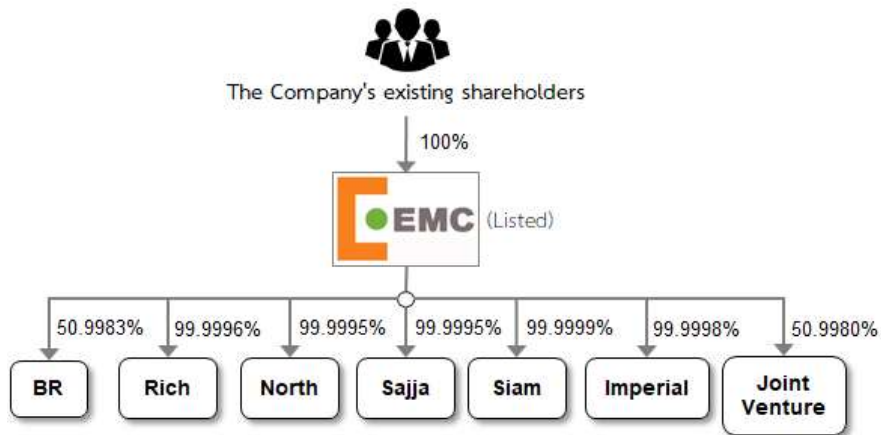 The Company's existing shareholders
100%
EMC (Listed)
50.9983% 99.9996% 99.9995% 99.9995% 99.9999% 99.9998% 50.9980%
BR Rich North Sajja Siam Imperial Joint
Venture